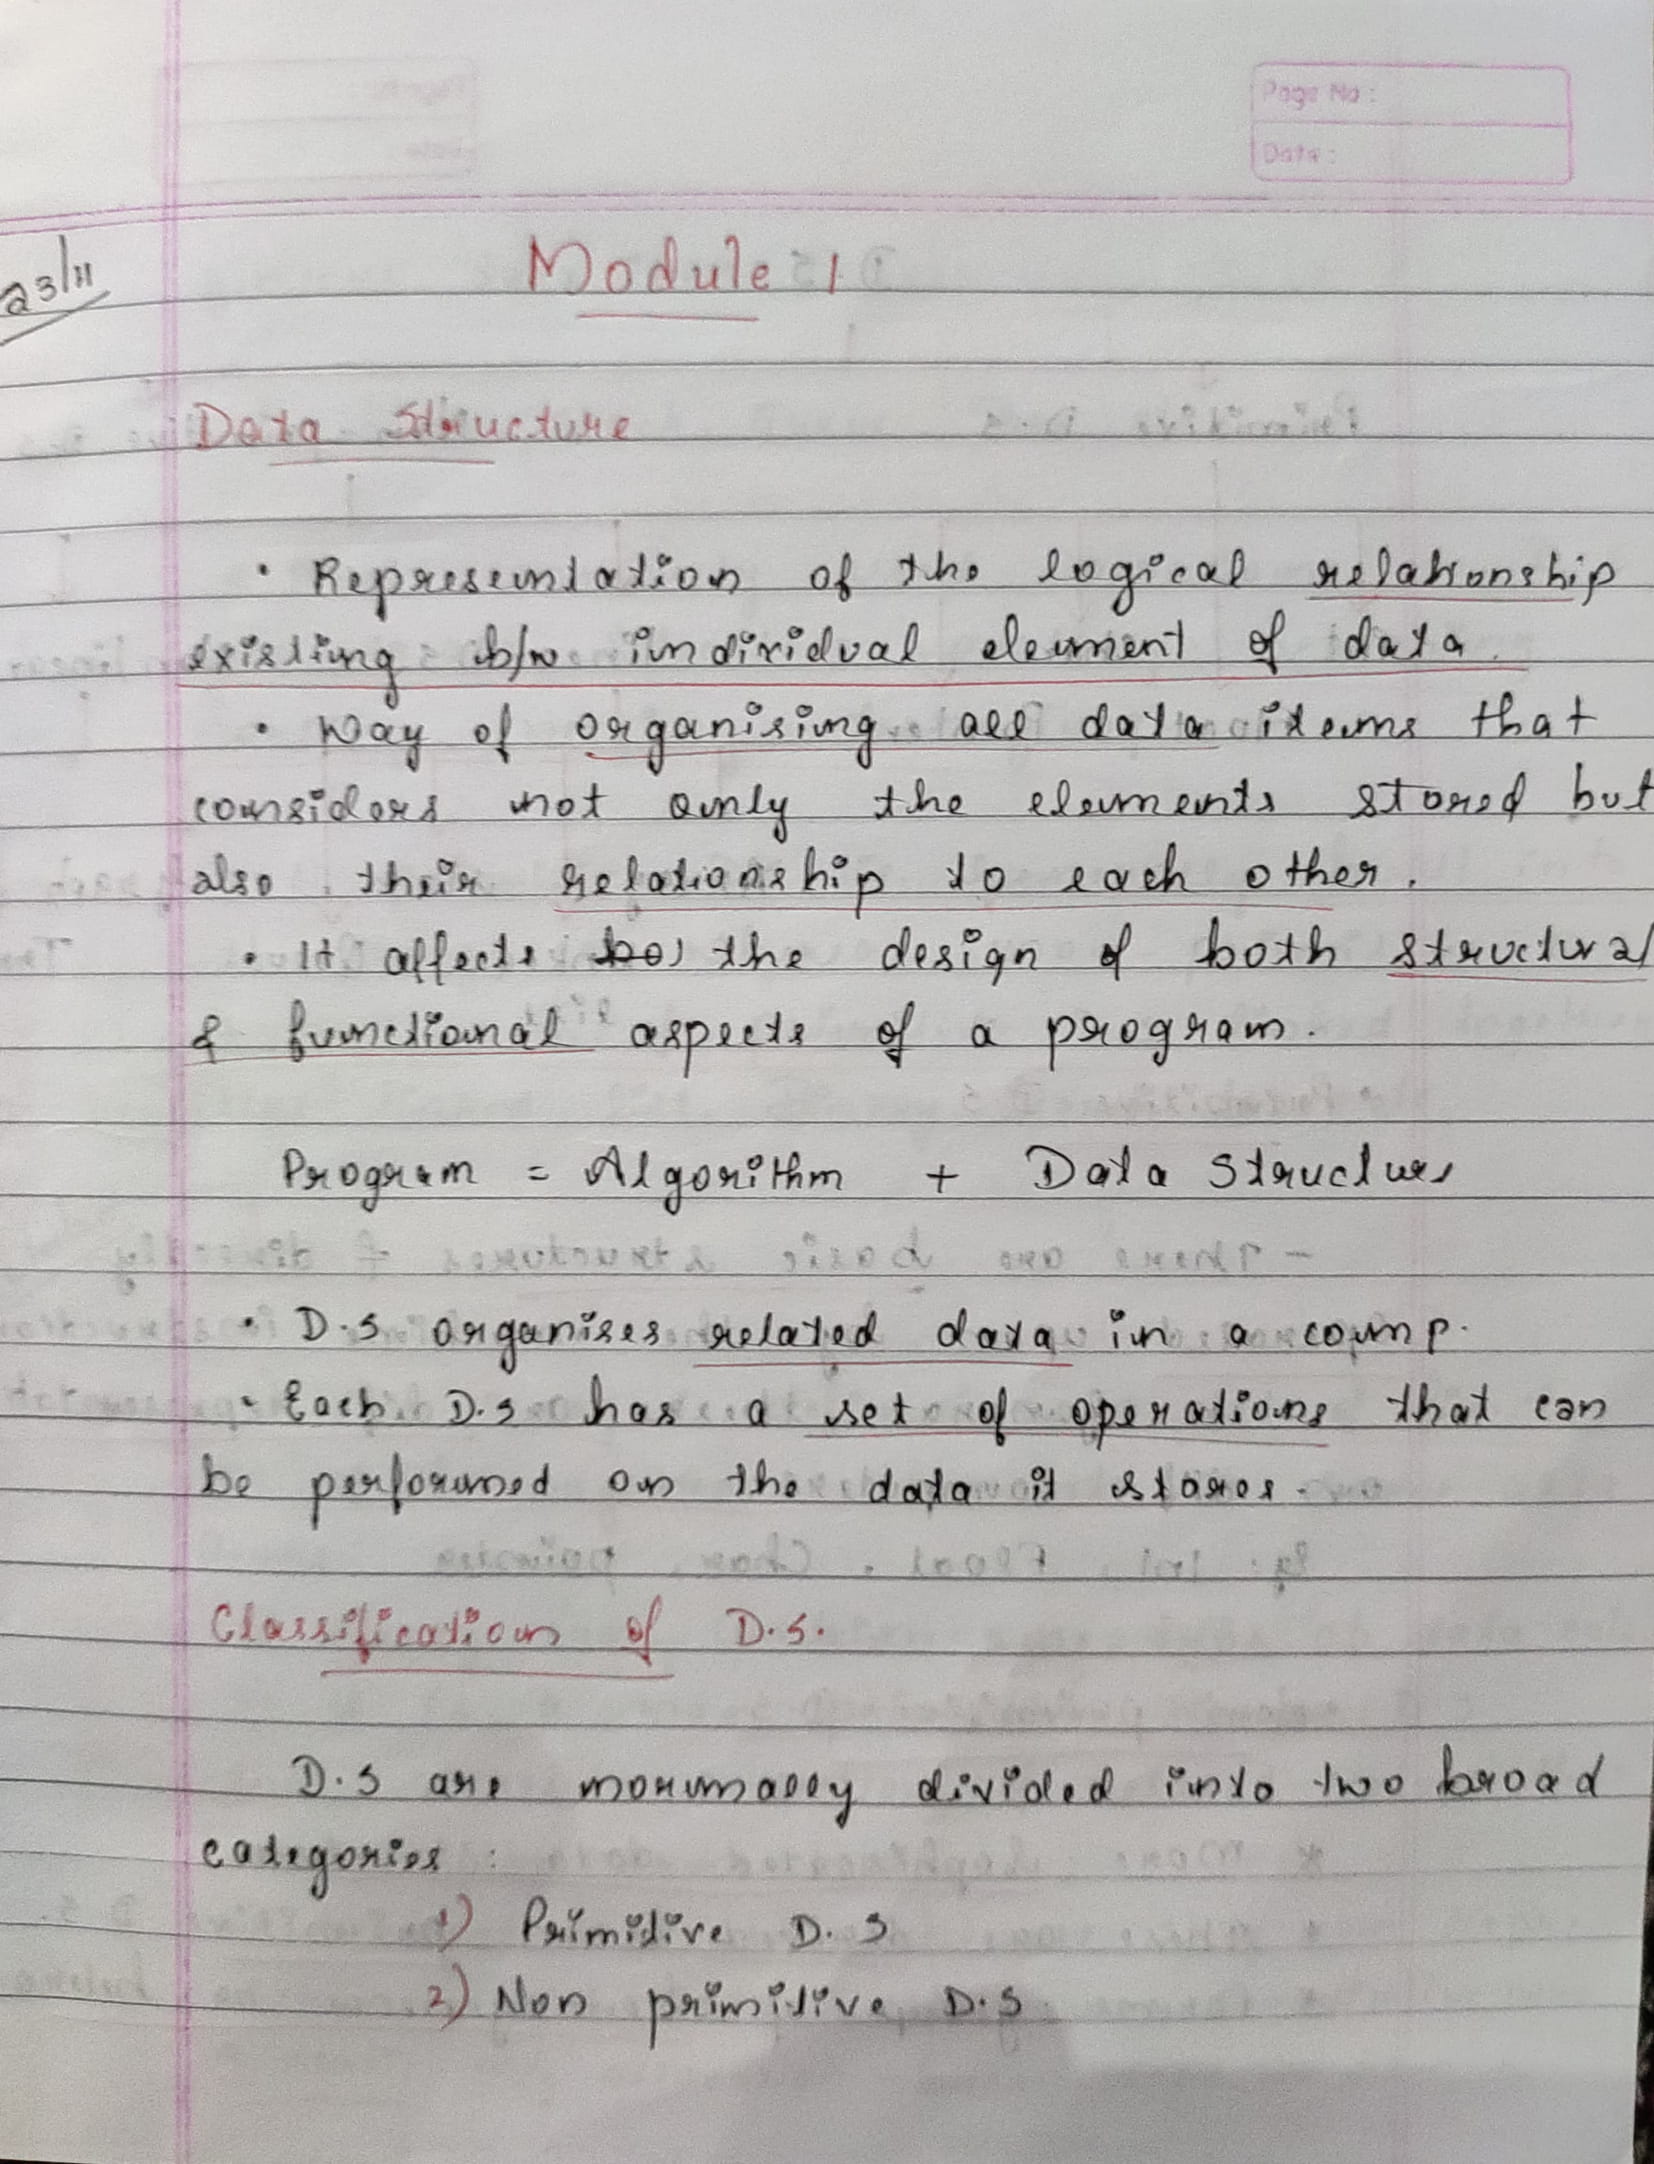 Page No :
Date :
23/11
Module 1
Data Structure
• Representation of the logical relationship
existing b/w individual element of data.
• Way of organising all data items that
considers not only the elements stored but
also their relationship to each other.
• It affects the design of both structural
& functional aspects of a program.
Program = Algorithm + Data Structure
• D.S organises related data in a comp.
• Each D.S has a set of operations that can
be performed on the data it stores.
Classification of D.S.
D.S are normally divided into two broad
categories :
1) Primitive D.S
2) Non primitive D.S